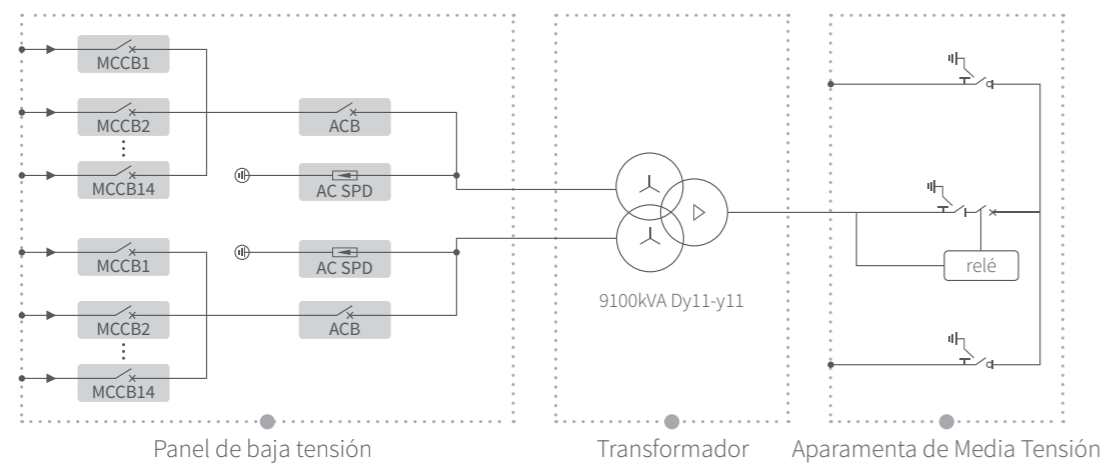 MCCB1
MCCB2
ACB
MCCB14
AC SPD
MCCB1
AC SPD
relé
9100kVA Dy11-y11
MCCB2
ACB
MCCB14
Panel de baja tensión
Transformador
Aparamenta de Media Tensión